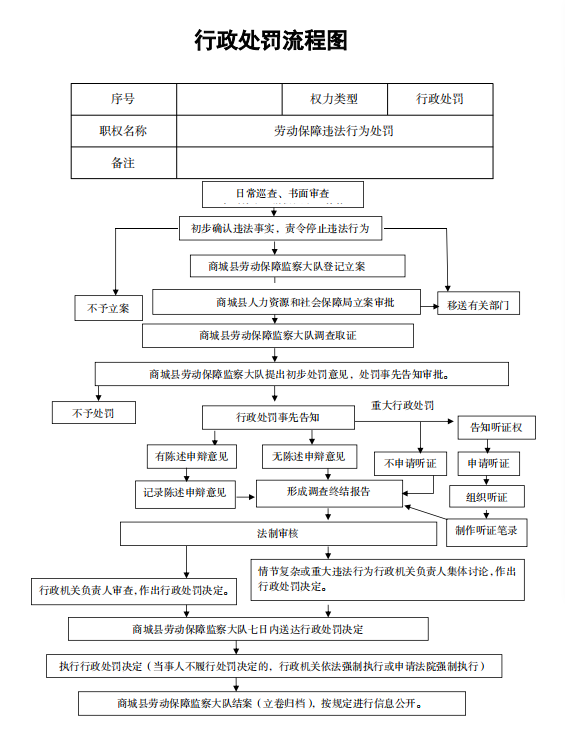 行政处罚流程图
序号 权力类型 行政处罚
职权名称 劳动保障违法行为处罚
备注
日常巡查、书面审查
初步确认违法事实，责令停止违法行为
商城县劳动保障监察大队登记立案
不予立案
商城县人力资源和社会保障局立案审批
移送有关部门
商城县劳动保障监察大队调查取证
商城县劳动保障监察大队提出初步处罚意见，处罚事先告知审批。
不予处罚
行政处罚事先告知
重大行政处罚
告知听证权
有陈述申辩意见
无陈述申辩意见
不申请听证
申请听证
记录陈述申辩意见
形成调查终结报告
组织听证
制作听证笔录
法制审核
行政机关负责人审查，作出行政处罚决定。
情节复杂或重大违法行为行政机关负责人集体讨论，作出
行政处罚决定。
商城县劳动保障监察大队七日内送达行政处罚决定
执行行政处罚决定（当事人不履行处罚决定的，行政机关依法强制执行或申请法院强制执行）
商城县劳动保障监察大队结案（立卷归档），按规定进行信息公开。